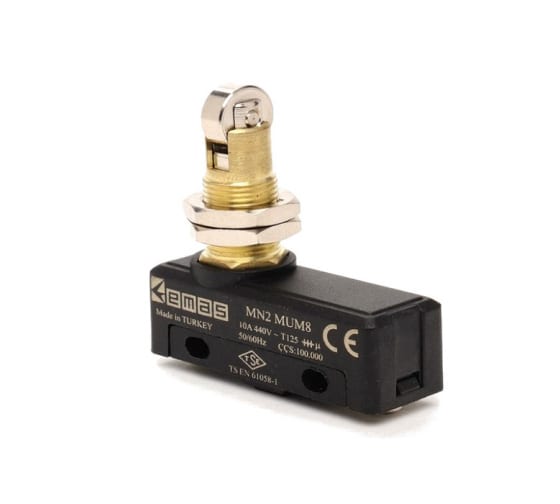 emas
Made in TURKEY
MN2 MUM8
10A 440V~ T125 µ
50/60Hz ÇÇS:100.000
CE
TSE
TS EN 61058-1